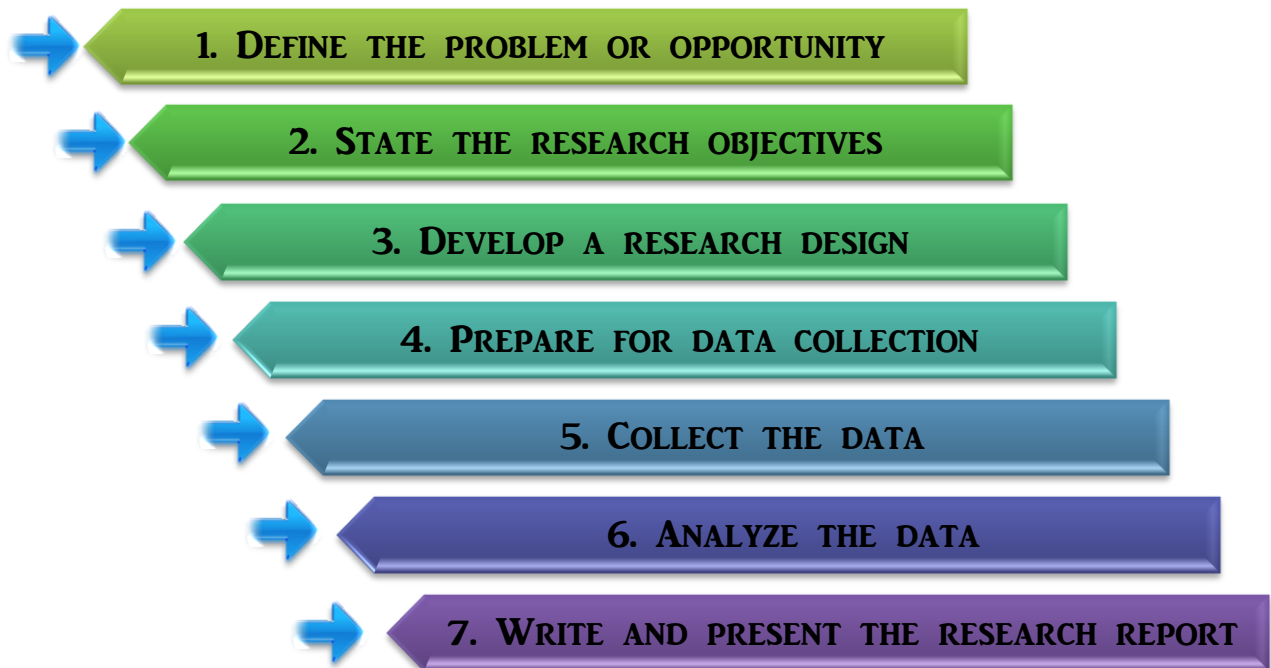 1. Define the problem or opportunity
2. State the research objectives
3. Develop a research design
4. Prepare for data collection
5. Collect the data
6. Analyze the data
7. Write and present the research report